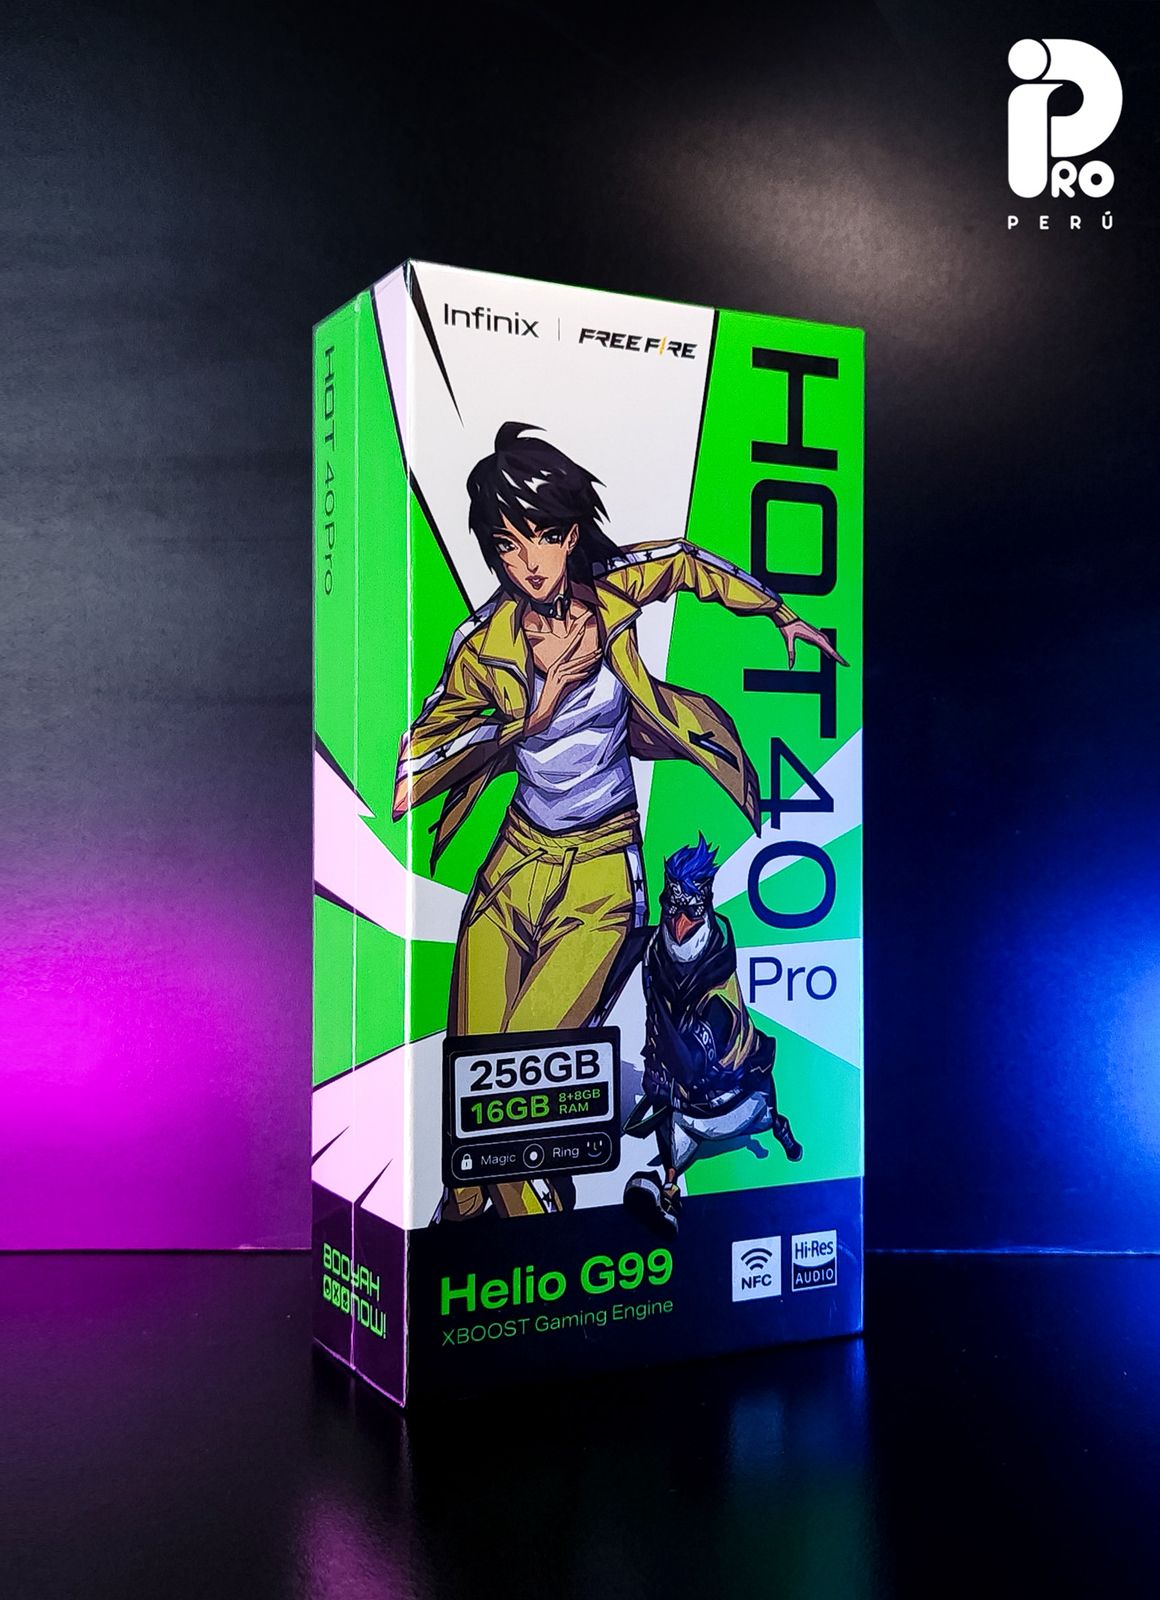 iPRO
PERÚ
Infinix | FREE FIRE
HOT 40 Pro
HOT 40Pro
256GB
16GB 8+8GB RAM
Magic Ring
BOOYAH
NOW!
Helio G99
XBOOST Gaming Engine
NFC
Hi-Res
AUDIO